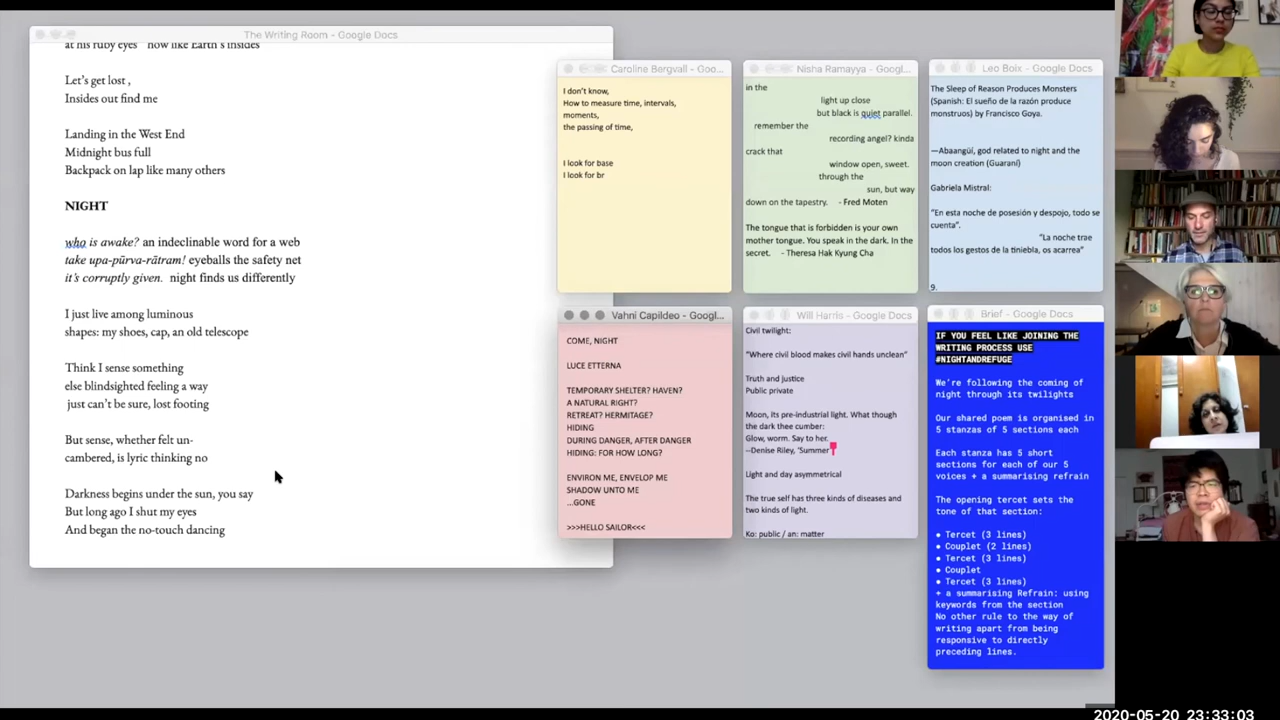 The Writing Room - Google Docs
at his ruby eyes   how like Earth's insides
Let's get lost ,
Insides out find me
Landing in the West End
Midnight bus full
Backpack on lap like many others
NIGHT
who is awake? an indeclinable word for a web
take upa-pūrva-rātram! eyeballs the safety net
it's corruptly given.  night finds us differently
I just live among luminous
shapes: my shoes, cap, an old telescope
Think I sense something
else blindsighted feeling a way
just can't be sure, lost footing
But sense, whether felt un-
cambered, is lyric thinking no
Darkness begins under the sun, you say
But long ago I shut my eyes
And began the no-touch dancing
Caroline Bergvall - Goo...
I don't know,
How to measure time, intervals,
moments,
the passing of time,
I look for base
I look for br
Nisha Ramayya - Googl...
in the
light up close
but black is quiet parallel.
remember the
recording angel? kinda
crack that
window open, sweet.
through the
sun, but way
down on the tapestry.   - Fred Moten
The tongue that is forbidden is your own
mother tongue. You speak in the dark. In the
secret.    - Theresa Hak Kyung Cha
Leo Boix - Google Docs
The Sleep of Reason Produces Monsters
(Spanish: El sueño de la razón produce
monstruos) by Francisco Goya.
—Abaangüí, god related to night and the
moon creation (Guaraní)
Gabriela Mistral:
"En esta noche de posesión y despojo, todo se
cuenta".
"La noche trae
todos los gestos de la tiniebla, os acarrea"
9.
Vahni Capildeo - Googl...
COME, NIGHT
LUCE ETTERNA
TEMPORARY SHELTER? HAVEN?
A NATURAL RIGHT?
RETREAT? HERMITAGE?
HIDING
DURING DANGER, AFTER DANGER
HIDING: FOR HOW LONG?
ENVIRON ME, ENVELOP ME
SHADOW UNTO ME
...GONE
>>>HELLO SAILOR<<<
Will Harris - Google Docs
Civil twilight:
"Where civil blood makes civil hands unclean"
Truth and justice
Public private
Moon, its pre-industrial light. What though
the dark thee cumber:
Glow, worm. Say to her.
--Denise Riley, 'Summer'
Light and day asymmetrical
The true self has three kinds of diseases and
two kinds of light.
Ko: public / an: matter
Brief - Google Docs
IF YOU FEEL LIKE JOINING THE
WRITING PROCESS USE
#NIGHTANDREFUGE
We're following the coming of
night through its twilights
Our shared poem is organised in
5 stanzas of 5 sections each
Each stanza has 5 short
sections for each of our 5
voices + a summarising refrain
The opening tercet sets the
tone of that section:
● Tercet (3 lines)
● Couplet (2 lines)
● Tercet (3 lines)
● Couplet
● Tercet (3 lines)
+ a summarising Refrain: using
keywords from the section
No other rule to the way of
writing apart from being
responsive to directly
preceding lines.
2020-05-20 23:33:03